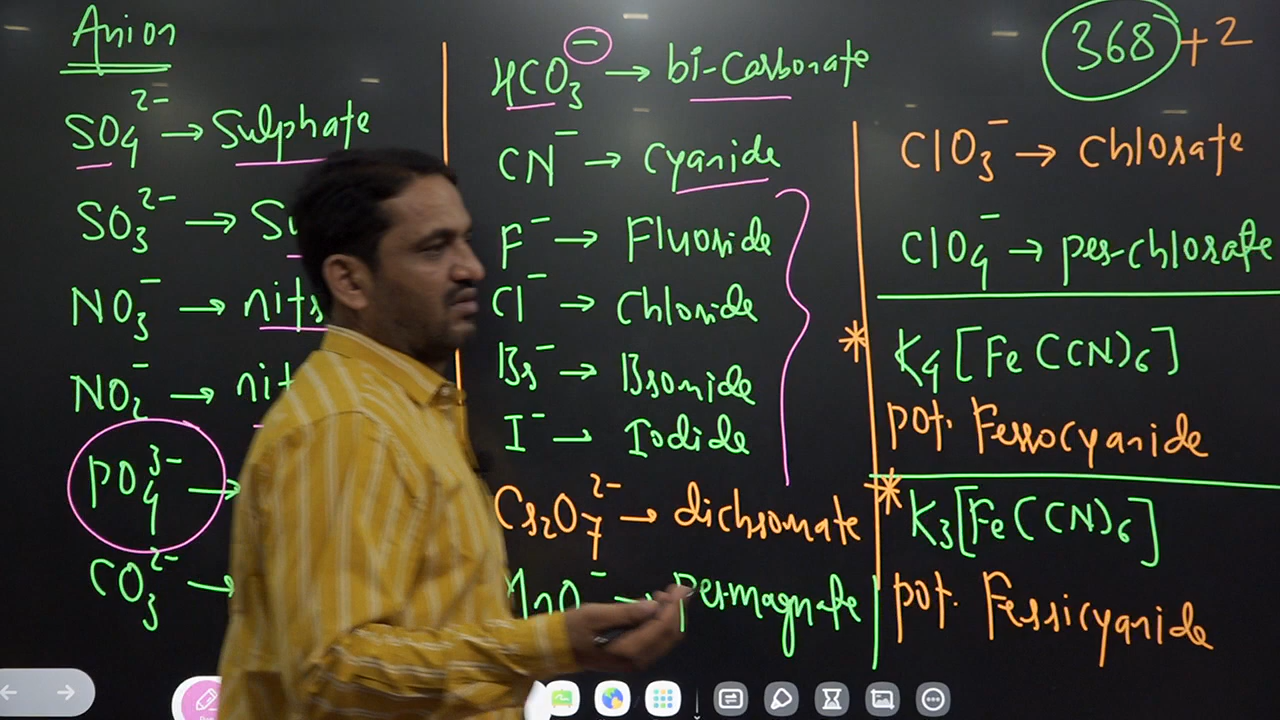 Anion
SO4^2- → Sulphate
SO3^2- → Su
NO3^- → nitr
NO2^- → nit
PO4^3- →
CO3^2- →
HCO3^- → bi-carbonate
CN^- → cyanide
F^- → Fluoride
Cl^- → Chloride
Br^- → Bromide
I^- → Iodide
Cr2O7^2- → dichromate
MnO^- → permagnate
368 +2
ClO3^- → chlorate
ClO4^- → per-chlorate
* K4[Fe(CN)6]
pot. Ferrocyanide
* K3[Fe(CN)6]
pot. Ferricyanide